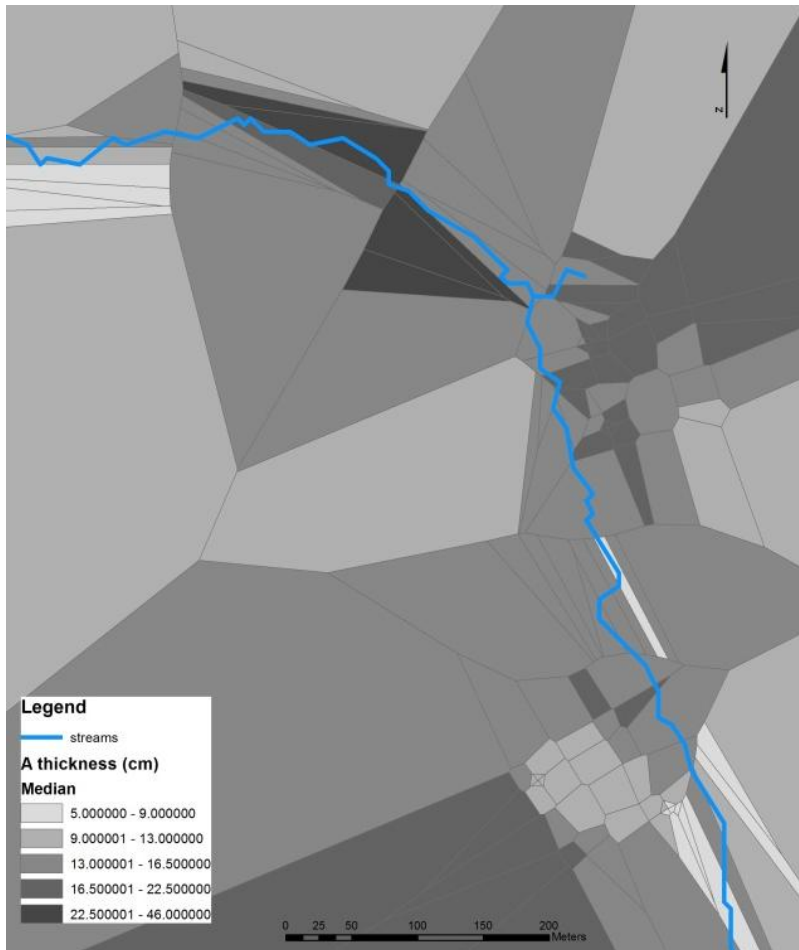 N
Legend
streams
A thickness (cm)
Median
5.000000 - 9.000000
9.000001 - 13.000000
13.000001 - 16.500000
16.500001 - 22.500000
22.500001 - 46.000000
0 25 50 100 150 200
Meters